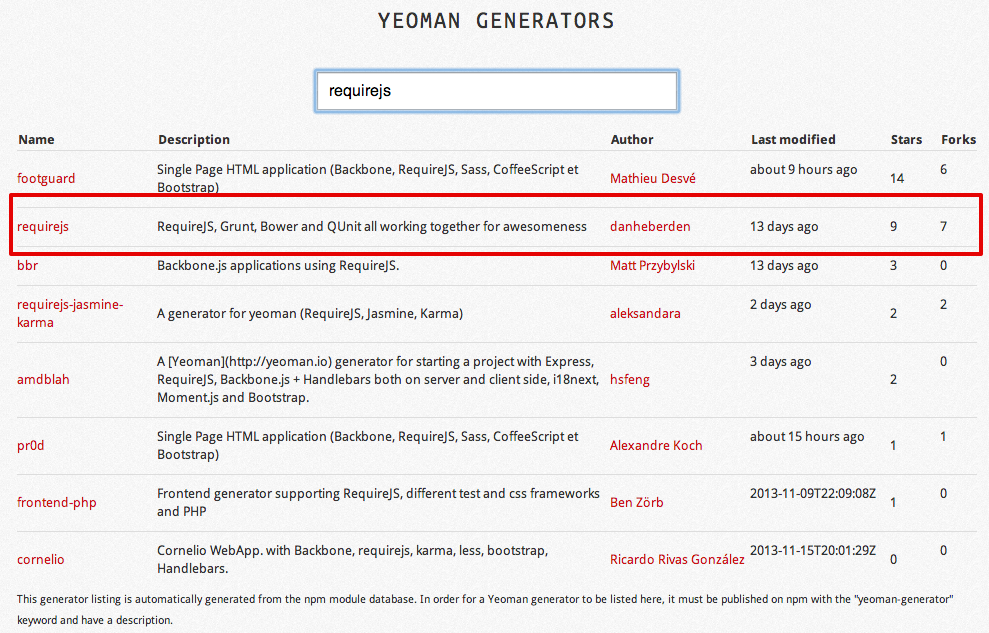 YEOMAN GENERATORS
requirejs
Name Description Author Last modified Stars Forks
footguard Single Page HTML application (Backbone, RequireJS, Sass, CoffeeScript et Bootstrap) Mathieu Desvé about 9 hours ago 14 6
requirejs RequireJS, Grunt, Bower and QUnit all working together for awesomeness danheberden 13 days ago 9 7
bbr Backbone.js applications using RequireJS. Matt Przybylski 13 days ago 3 0
requirejs-jasmine-karma A generator for yeoman (RequireJS, Jasmine, Karma) aleksandara 2 days ago 2 2
amdblah A [Yeoman](http://yeoman.io) generator for starting a project with Express, RequireJS, Backbone.js + Handlebars both on server and client side, i18next, Moment.js and Bootstrap. hsfeng 3 days ago 2 0
pr0d Single Page HTML application (Backbone, RequireJS, Sass, CoffeeScript et Bootstrap) Alexandre Koch about 15 hours ago 1 1
frontend-php Frontend generator supporting RequireJS, different test and css frameworks and PHP Ben Zörb 2013-11-09T22:09:08Z 1 0
cornelio Cornelio WebApp. with Backbone, requirejs, karma, less, bootstrap, Handlebars. Ricardo Rivas González 2013-11-15T20:01:29Z 0 0
This generator listing is automatically generated from the npm module database. In order for a Yeoman generator to be listed here, it must be published on npm with the "yeoman-generator"
keyword and have a description.